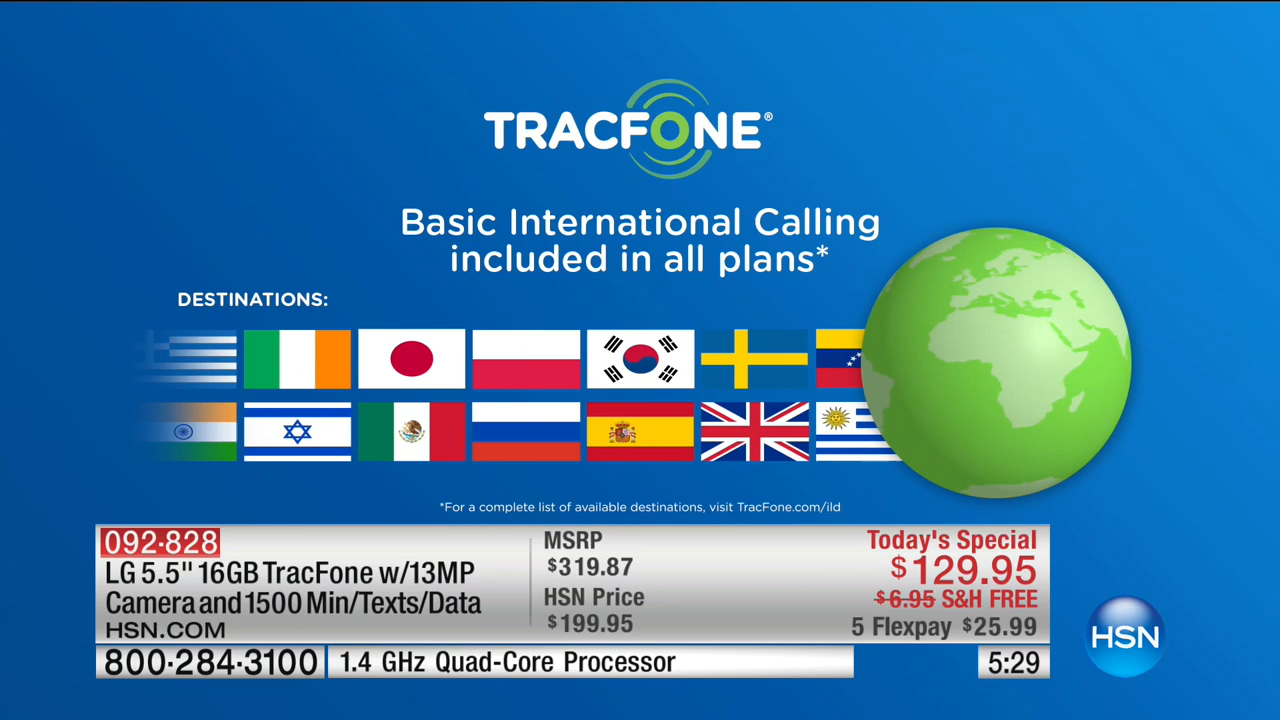 TRACFONE®
Basic International Calling
included in all plans*
DESTINATIONS:
*For a complete list of available destinations, visit TracFone.com/ild
092·828
LG 5.5" 16GB TracFone w/13MP
Camera and 1500 Min/Texts/Data
HSN.COM
MSRP
$319.87
HSN Price
$199.95
Today's Special
$129.95
$6.95 S&H FREE
5 Flexpay $25.99
HSN
800·284·3100
1.4 GHz Quad-Core Processor
5:29